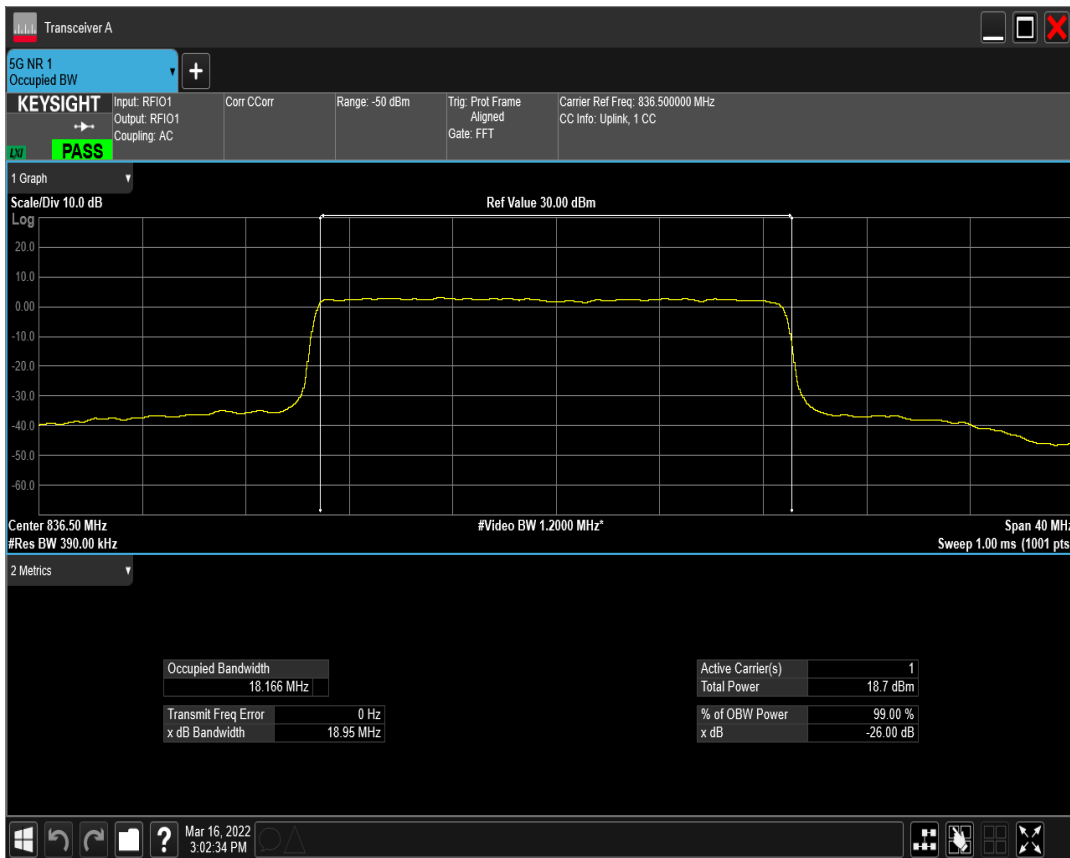 Transceiver A
5G NR 1
Occupied BW
+
KEYSIGHT
LXI
PASS
Input: RFIO1
Output: RFIO1
Coupling: AC
Corr CCorr
Range: -50 dBm
Trig: Prot Frame
Aligned
Gate: FFT
Carrier Ref Freq: 836.500000 MHz
CC Info: Uplink, 1 CC
1 Graph
Scale/Div 10.0 dB
Ref Value 30.00 dBm
Log
20.0
10.0
0.00
-10.0
-20.0
-30.0
-40.0
-50.0
-60.0
Center 836.50 MHz
#Video BW 1.2000 MHz*
Span 40 MHz
#Res BW 390.00 kHz
Sweep 1.00 ms (1001 pts
2 Metrics
Occupied Bandwidth
18.166 MHz
Transmit Freq Error 0 Hz
x dB Bandwidth 18.95 MHz
Active Carrier(s) 1
Total Power 18.7 dBm
% of OBW Power 99.00 %
x dB -26.00 dB
?
Mar 16, 2022
3:02:34 PM